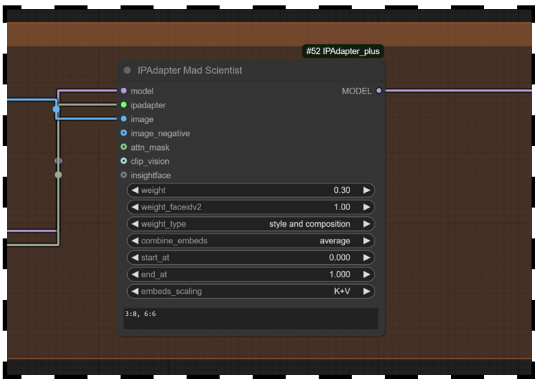 #52 IPAdapter_plus
IPAdapter Mad Scientist
model MODEL
ipadapter
image
image_negative
attn_mask
clip_vision
insightface
weight 0.30
weight_faceidv2 1.00
weight_type style and composition
combine_embeds average
start_at 0.000
end_at 1.000
embeds_scaling K+V
3:8, 6:6